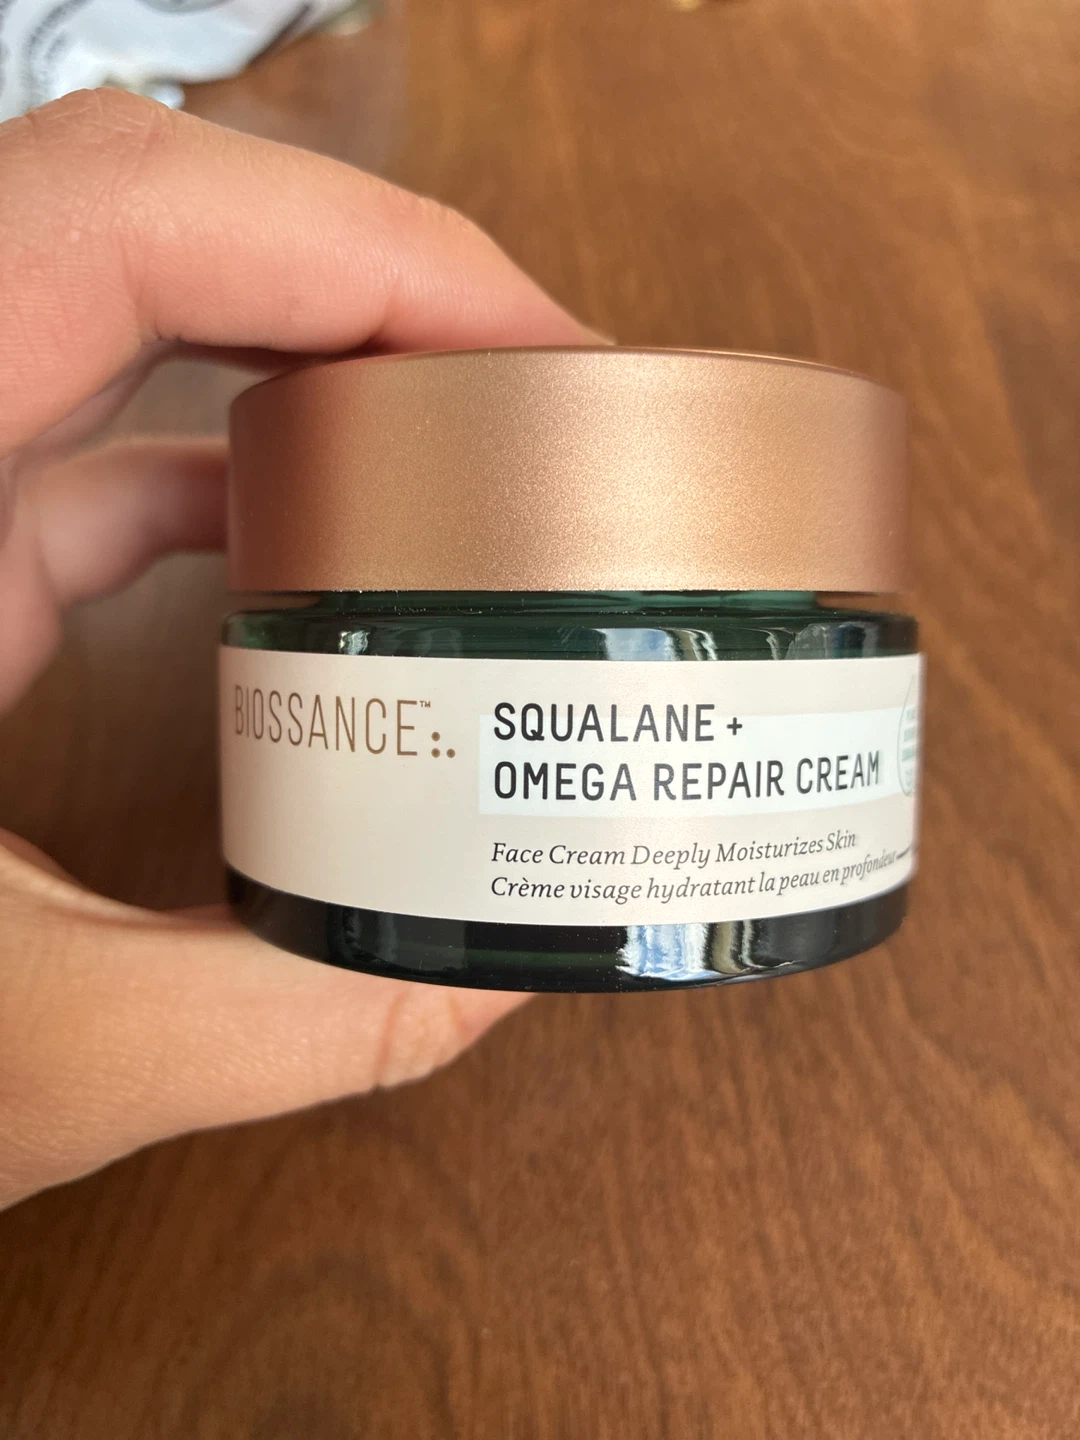 BIOSSANCE™
SQUALANE +
OMEGA REPAIR CREAM
Face Cream Deeply Moisturizes Skin
Crème visage hydratant la peau en profondeur